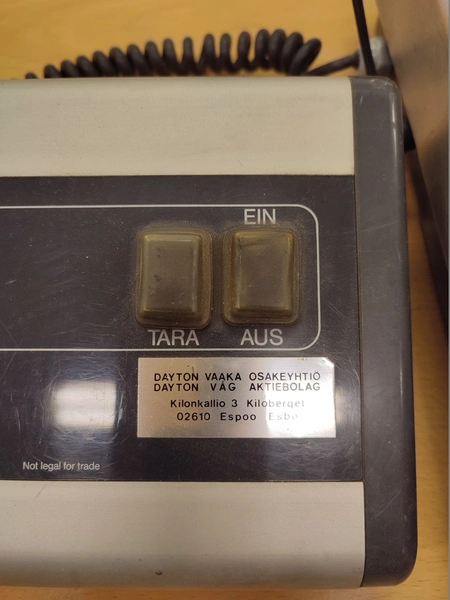 EIN
TARA
AUS
DAYTON VAAKA OSAKEYHTIÖ
DAYTON VÅG AKTIEBOLAG
Kilonkallio 3 Kiloberget
02610 Espoo Esbo
Not legal for trade